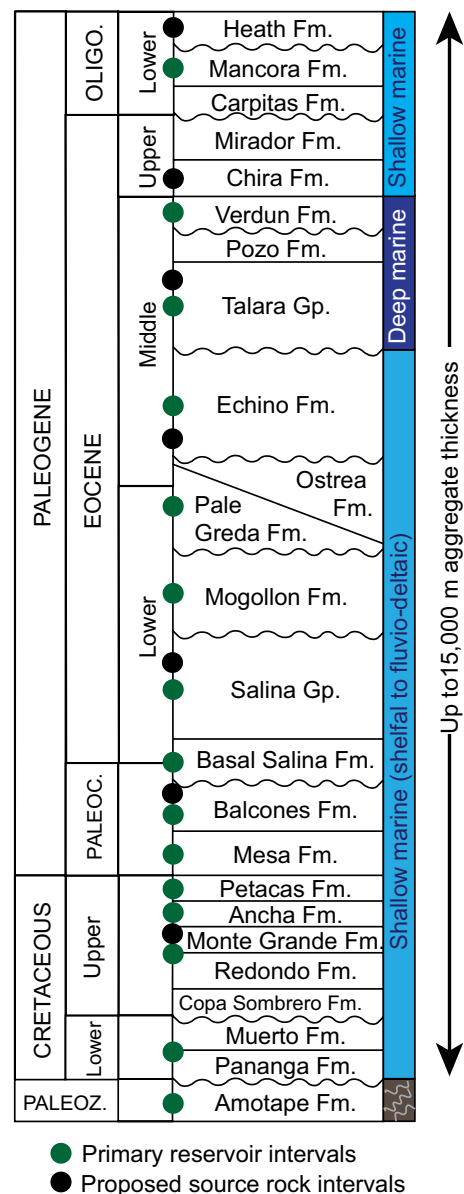 PALEOGENE
CRETACEOUS
PALEOZ.
OLIGO.
EOCENE
PALEOC.
Upper
Lower
Lower
Upper
Middle
Lower
Heath Fm.
Mancora Fm.
Carpitas Fm.
Mirador Fm.
Chira Fm.
Verdun Fm.
Pozo Fm.
Talara Gp.
Echino Fm.
Ostrea
Fm.
Pale
Greda Fm.
Mogollon Fm.
Salina Gp.
Basal Salina Fm.
Balcones Fm.
Mesa Fm.
Petacas Fm.
Ancha Fm.
Monte Grande Fm.
Redondo Fm.
Copa Sombrero Fm.
Muerto Fm.
Pananga Fm.
Amotape Fm.
Shallow marine
Deep marine
Shallow marine (shelfal to fluvio-deltaic)
Up to15,000 m aggregate thickness
Primary reservoir intervals
Proposed source rock intervals